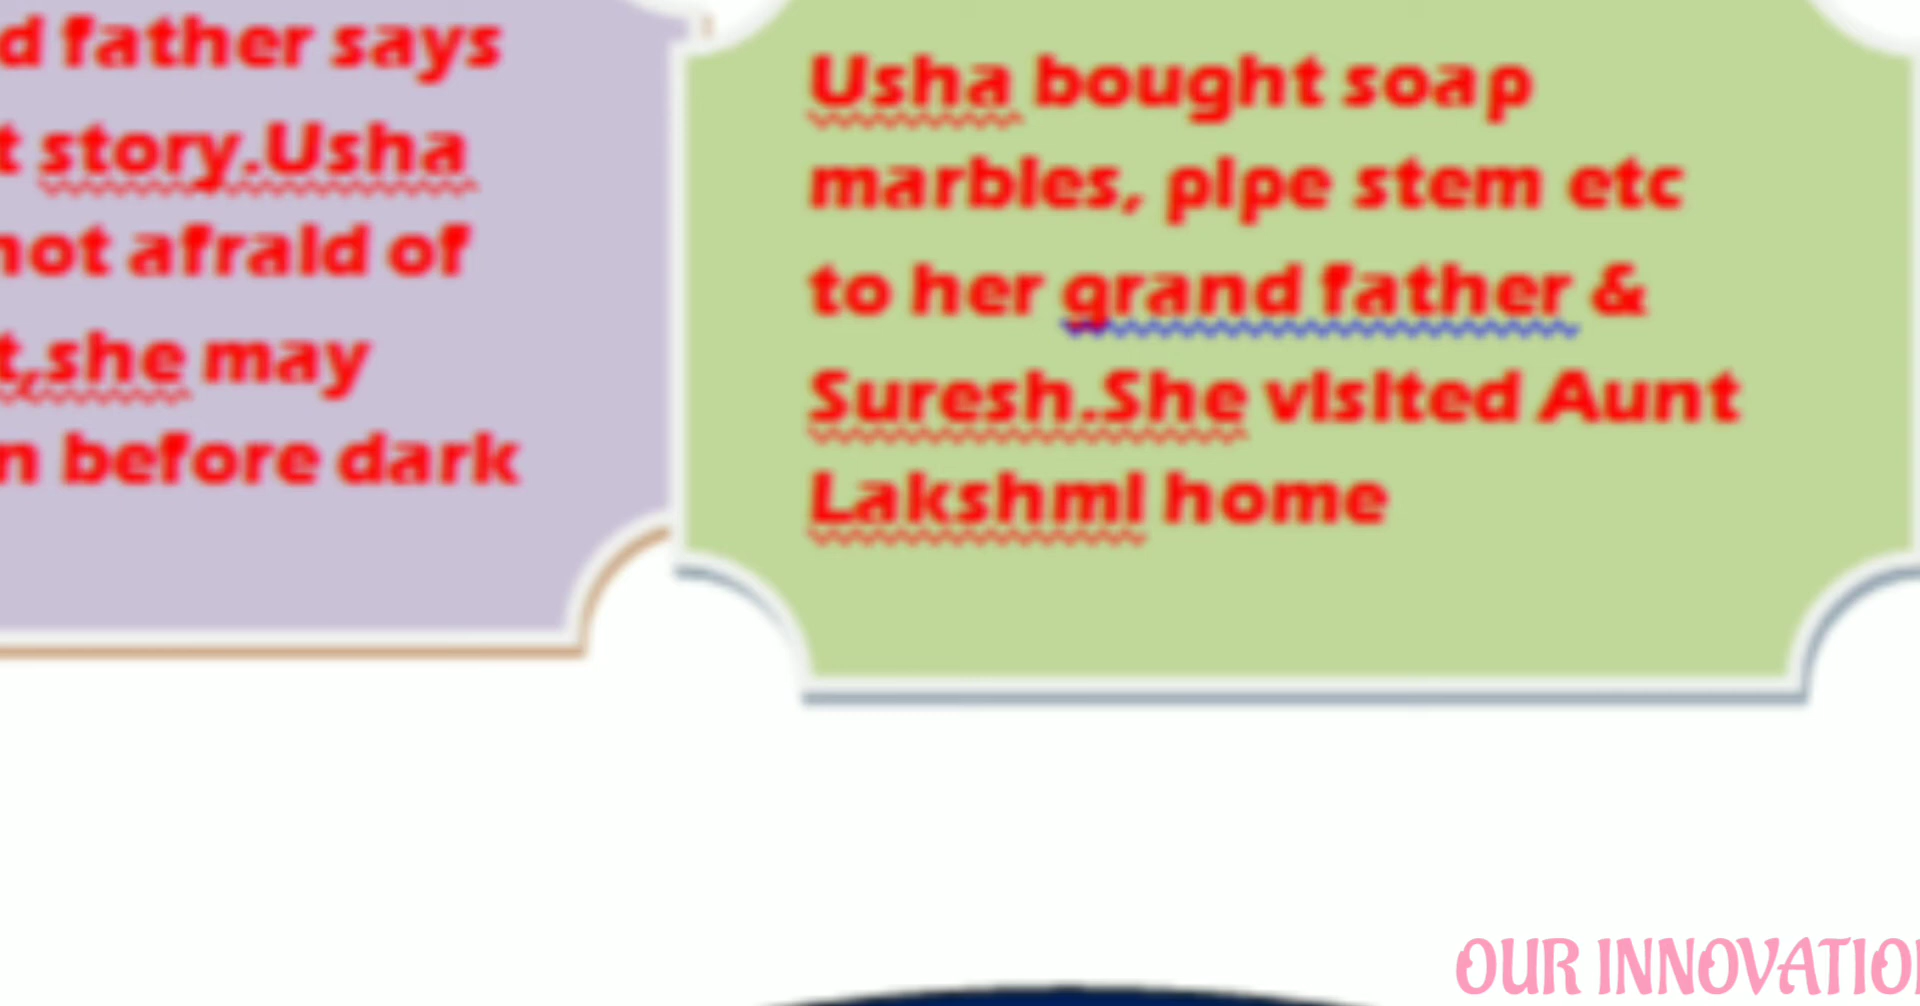 d father says
t story.Usha
not afraid of
t,she may
n before dark
Usha bought soap
marbles, pipe stem etc
to her grand father &
Suresh.She visited Aunt
Lakshmi home
OUR INNOVATIO